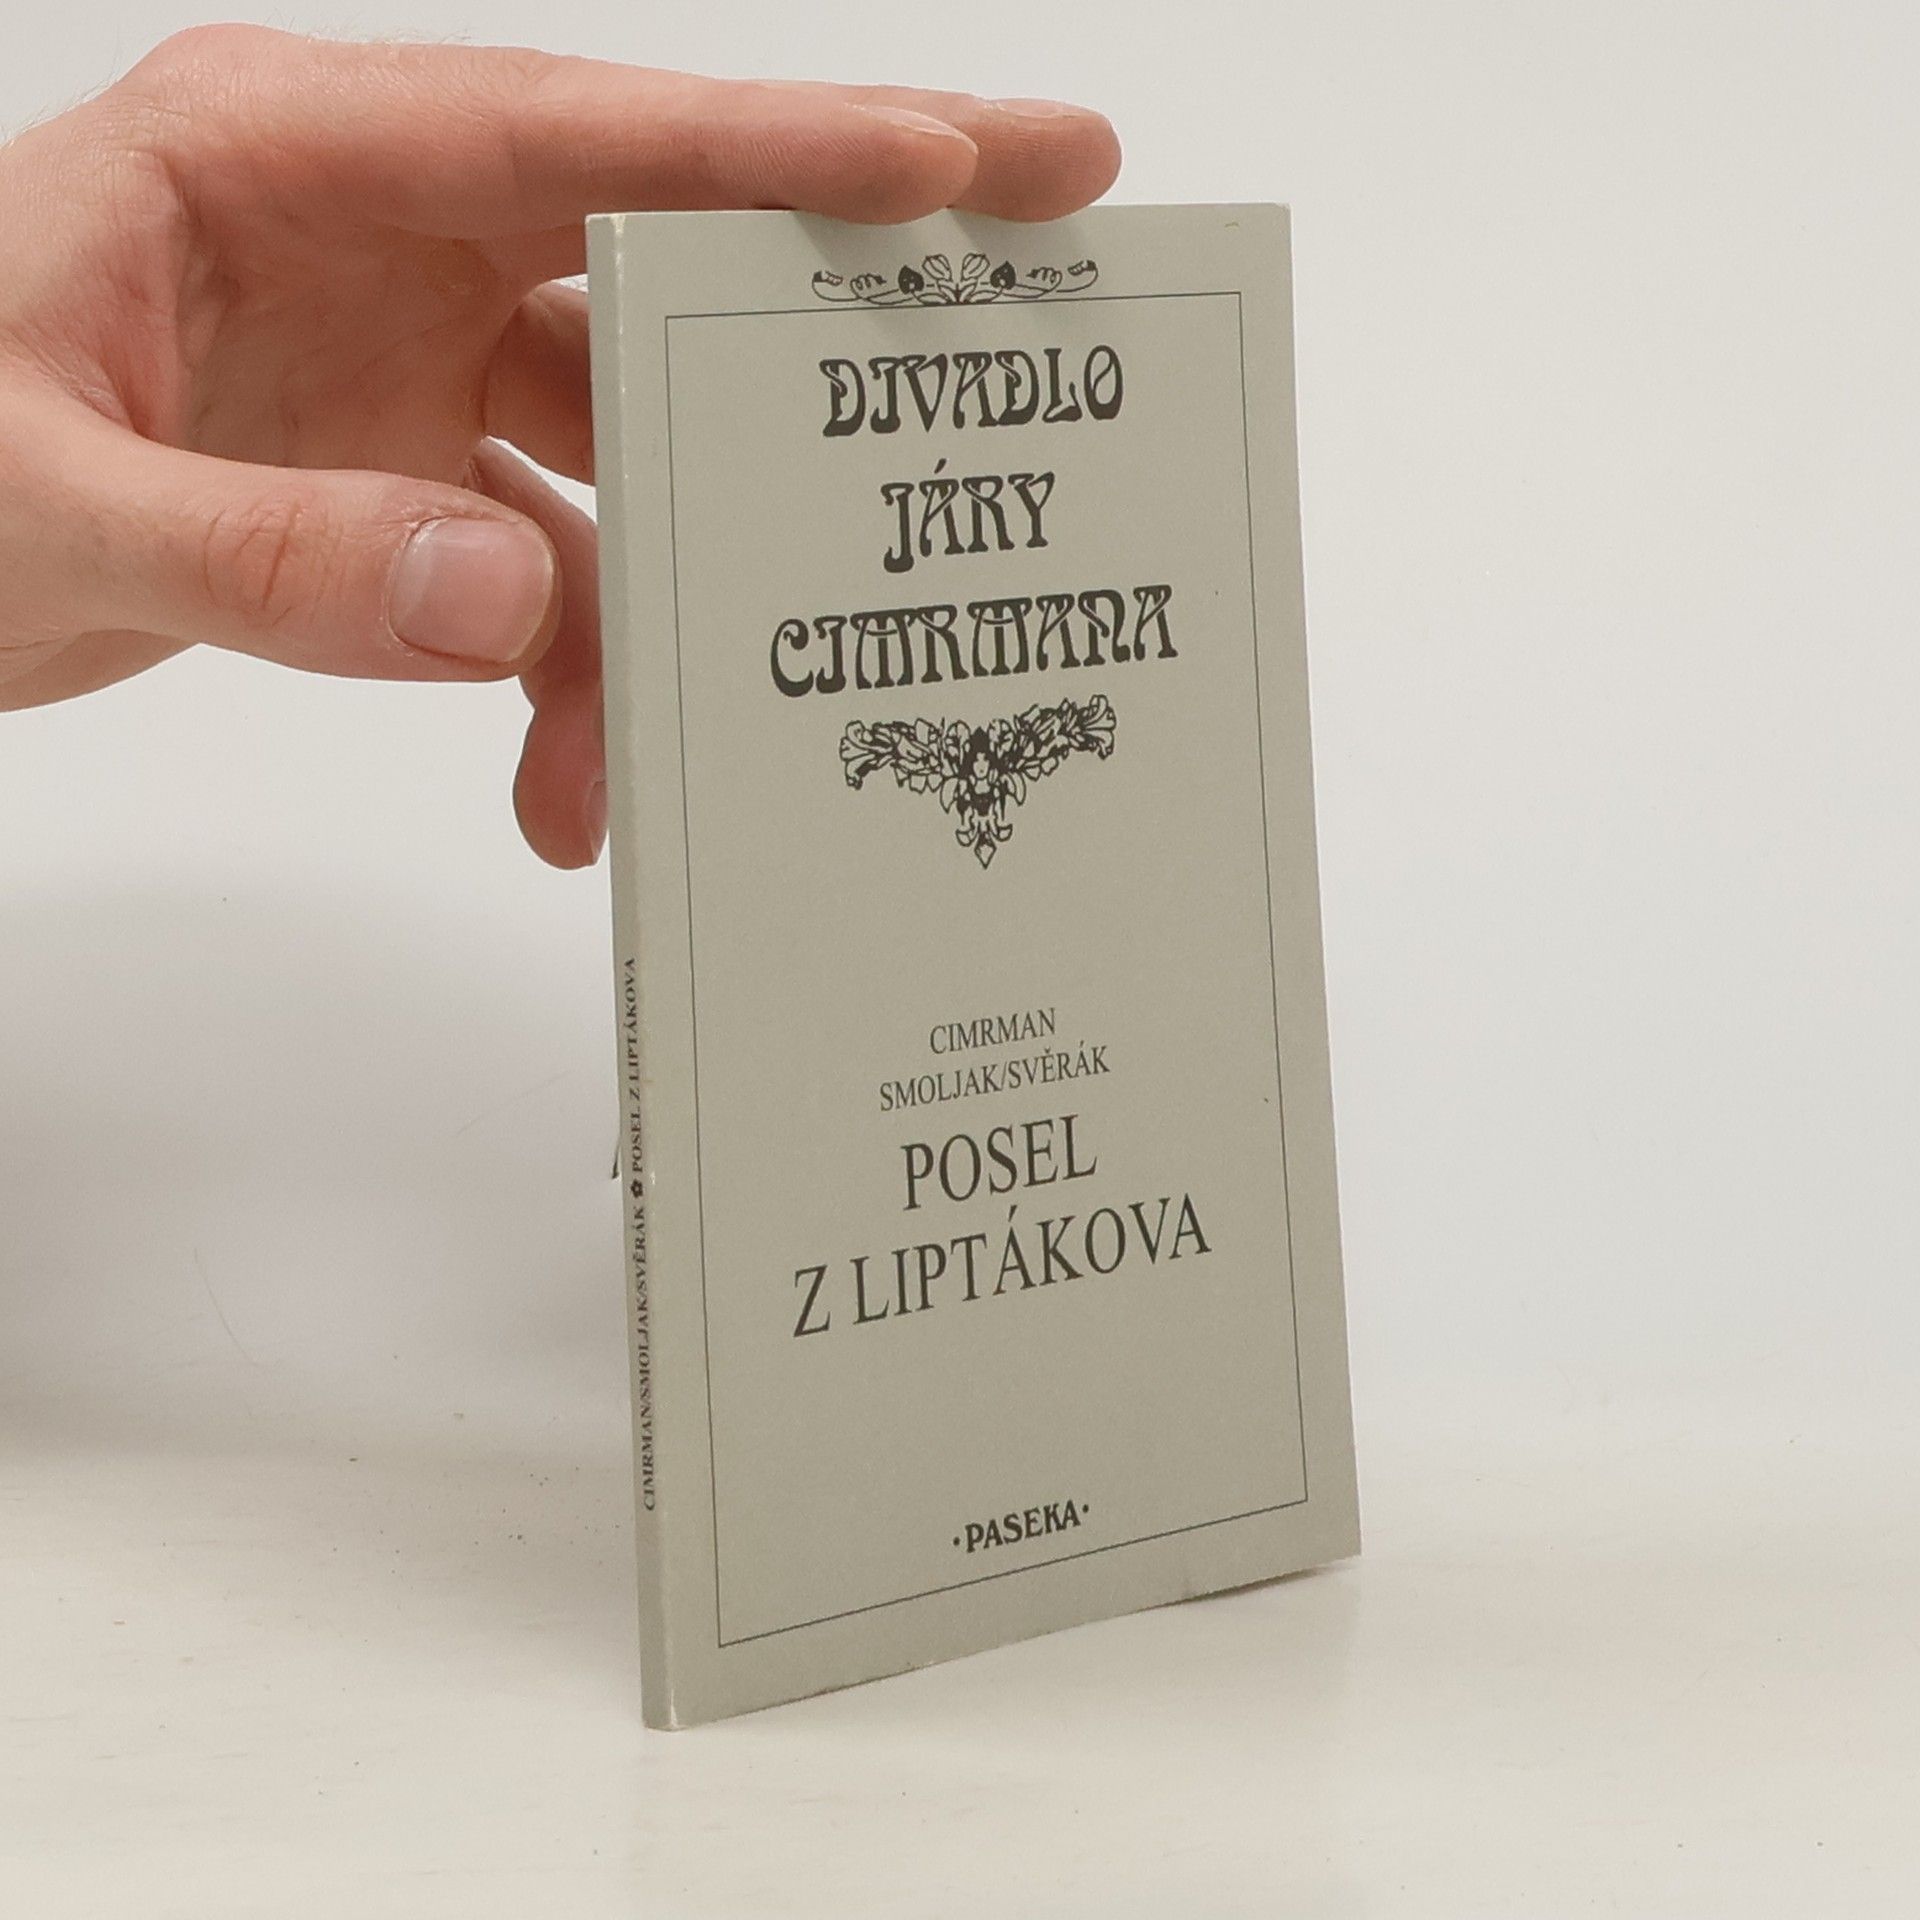 DIVADLO
JÁRY
CIMRMANA
CIMRMAN
SMOLJAK/SVĚRÁK
POSEL
Z LIPTÁKOVA
·PASEKA·
CIMRMAN/SMOLJAK/SVĚRÁK ✿ POSEL Z LIPTÁKOVA